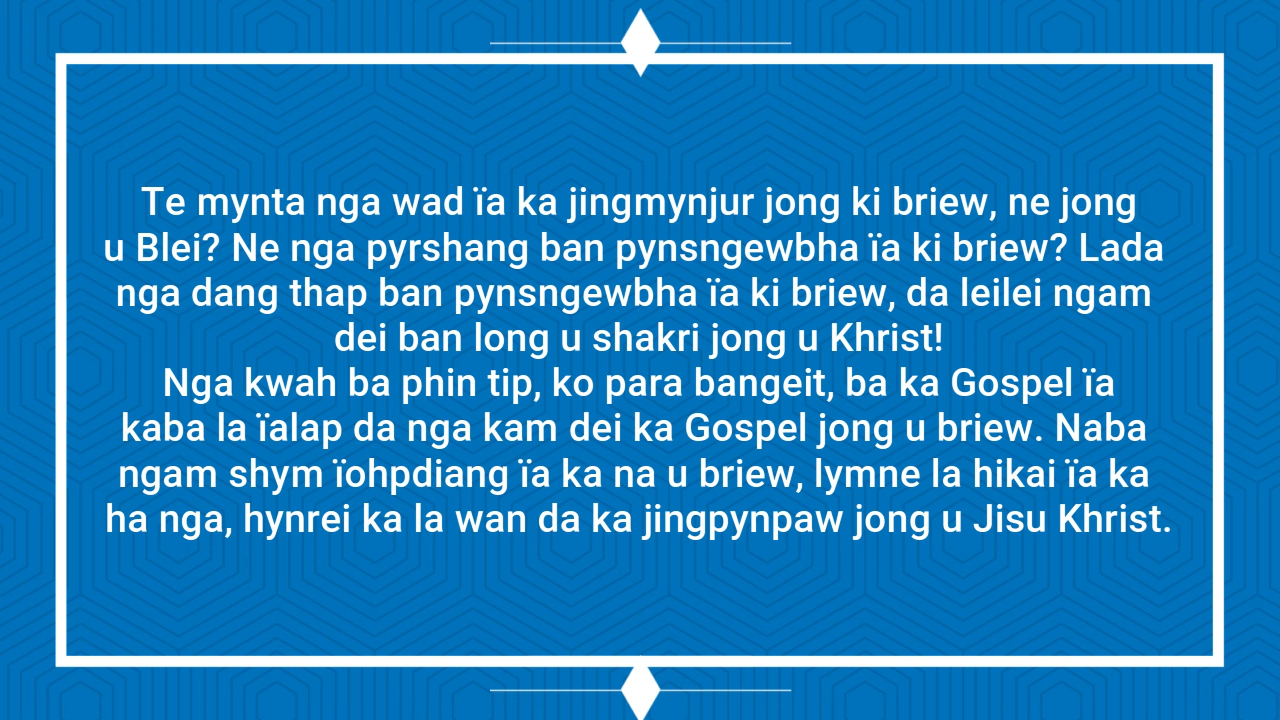 Te mynta nga wad ïa ka jingmynjur jong ki briew, ne jong
u Blei? Ne nga pyrshang ban pynsngewbha ïa ki briew? Lada
nga dang thap ban pynsngewbha ïa ki briew, da leilei ngam
dei ban long u shakri jong u Khrist!
Nga kwah ba phin tip, ko para bangeit, ba ka Gospel ïa
kaba la ïalap da nga kam dei ka Gospel jong u briew. Naba
ngam shym ïohpdiang ïa ka na u briew, lymne la hikai ïa ka
ha nga, hynrei ka la wan da ka jingpynpaw jong u Jisu Khrist.